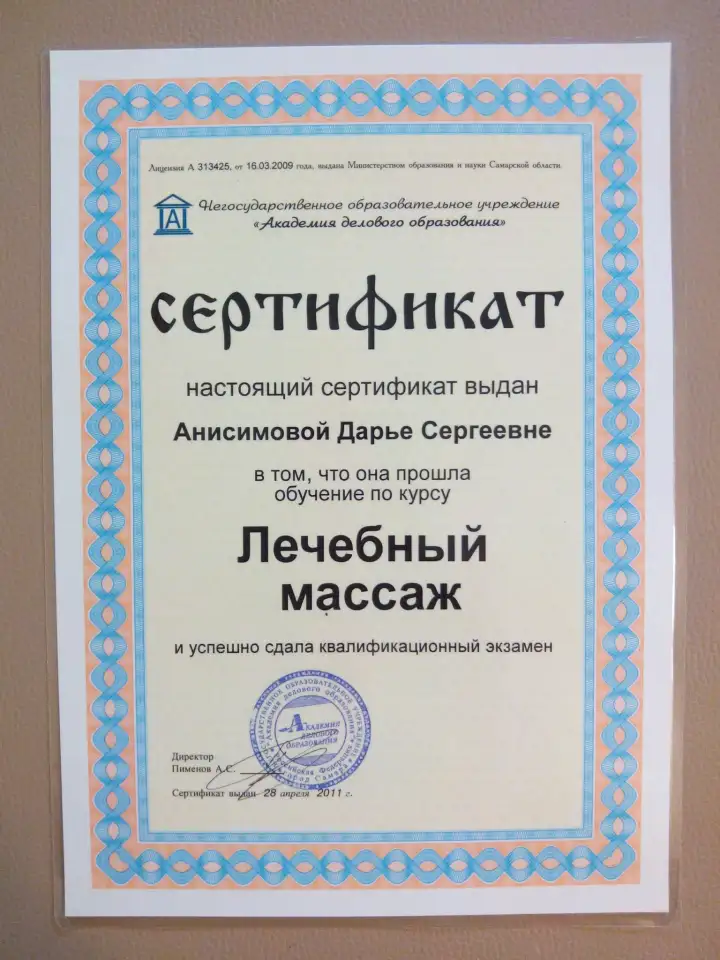 Лицензия А 313425, от 16.03.2009 года, выдана Министерством образования и науки Самарской области.
Негосударственное образовательное учреждение
«Академия делового образования»
А
СЕРТИФИКАТ
настоящий сертификат выдан
Анисимовой Дарье Сергеевне
в том, что она прошла
обучение по курсу
Лечебный
массаж
и успешно сдала квалификационный экзамен
Академия
делового
образования
Директор
Пименов А.С.
Сертификат выдан 28 апреля 2011 г.